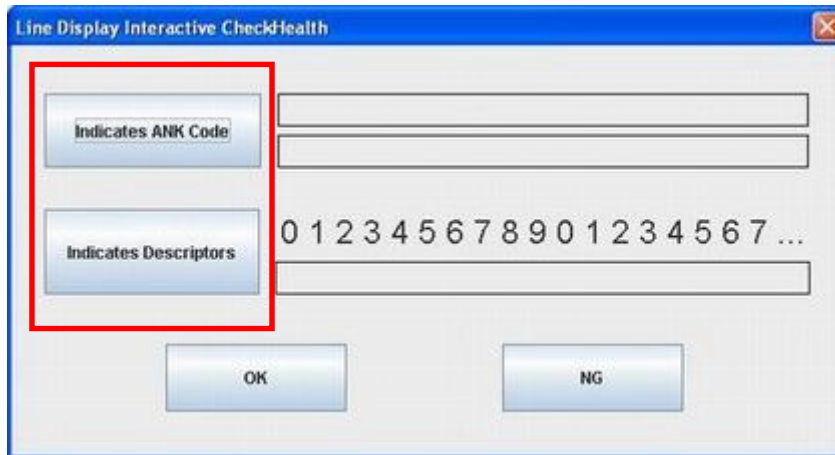 Line Display Interactive CheckHealth
Indicates ANK Code
Indicates Descriptors
0 1 2 3 4 5 6 7 8 9 0 1 2 3 4 5 6 7 ...
OK
NG